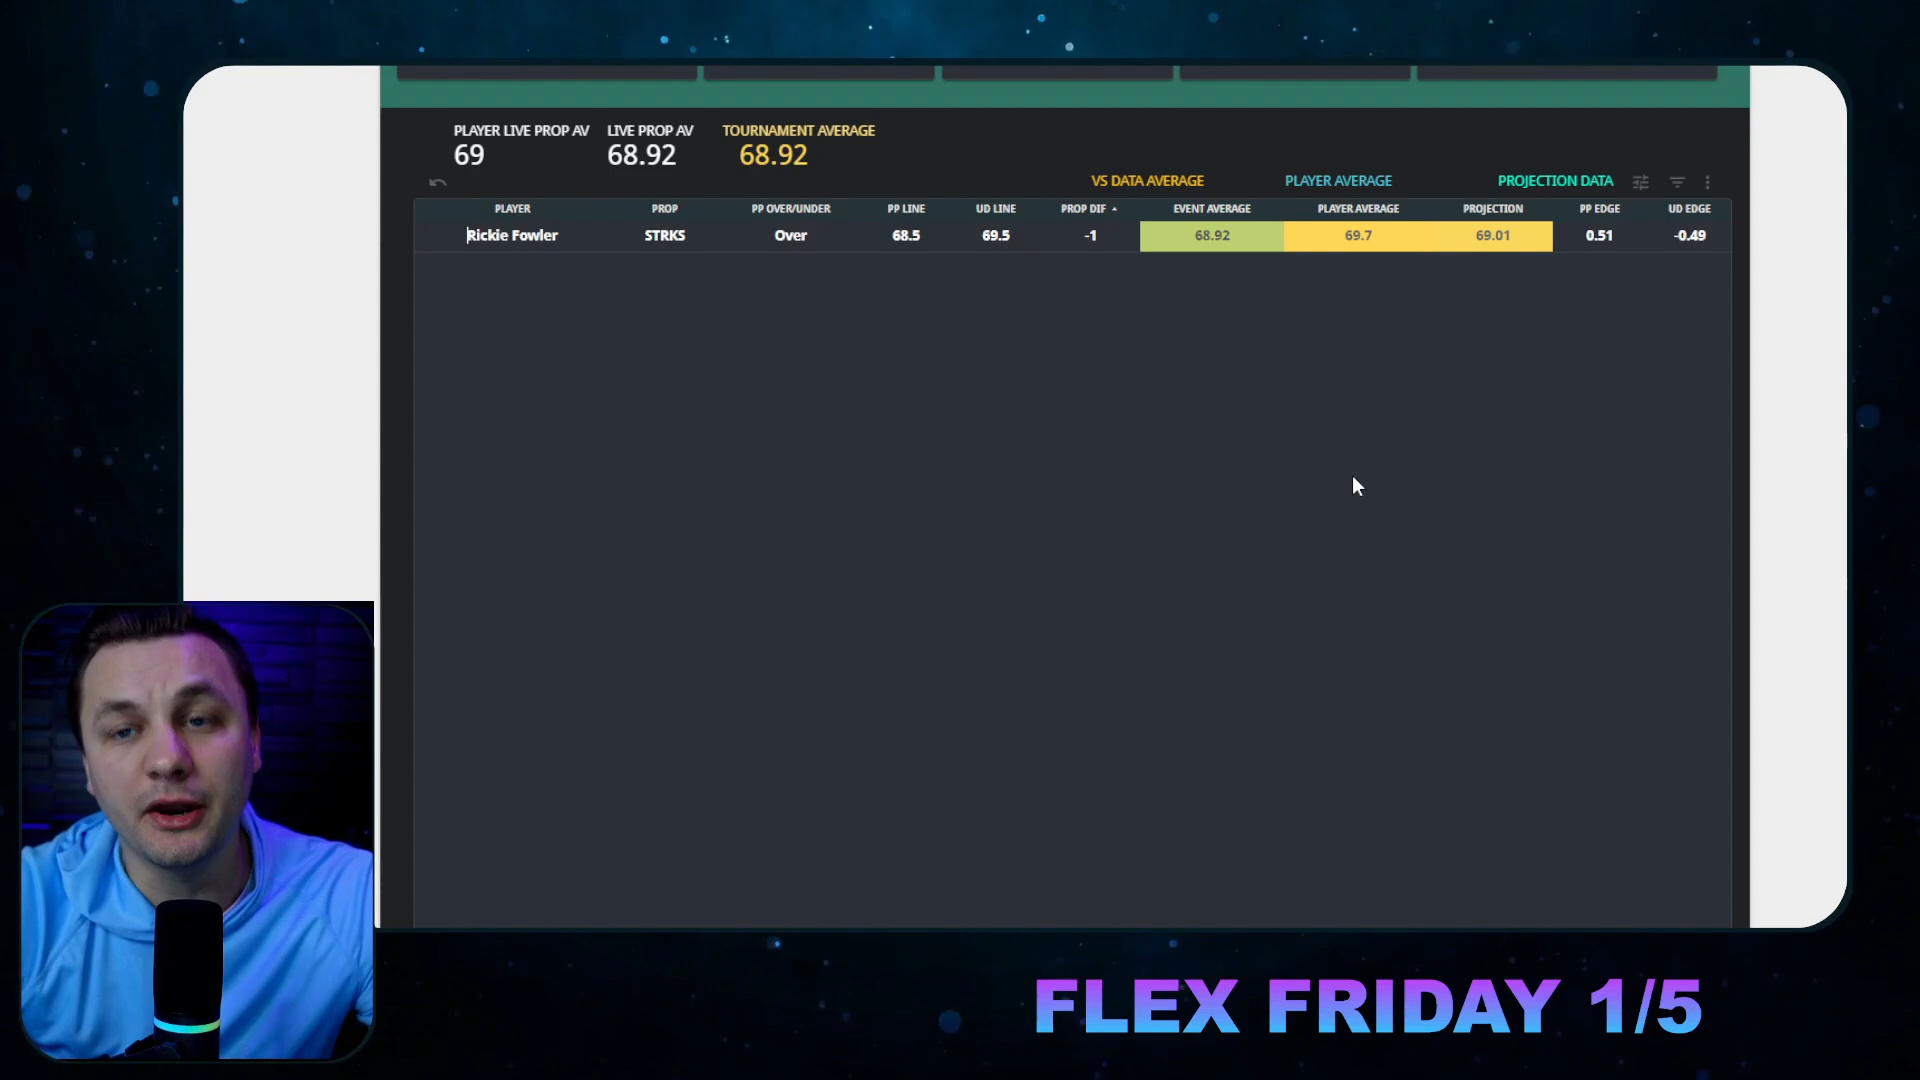 PLAYER LIVE PROP AV LIVE PROP AV TOURNAMENT AVERAGE
69 68.92 68.92
VS DATA AVERAGE PLAYER AVERAGE PROJECTION DATA
PLAYER PROP PP OVER/UNDER PP LINE UD LINE PROP DIF EVENT AVERAGE PLAYER AVERAGE PROJECTION PP EDGE UD EDGE
Rickie Fowler STRKS Over 68.5 69.5 -1 68.92 69.7 69.01 0.51 -0.49
FLEX FRIDAY 1/5